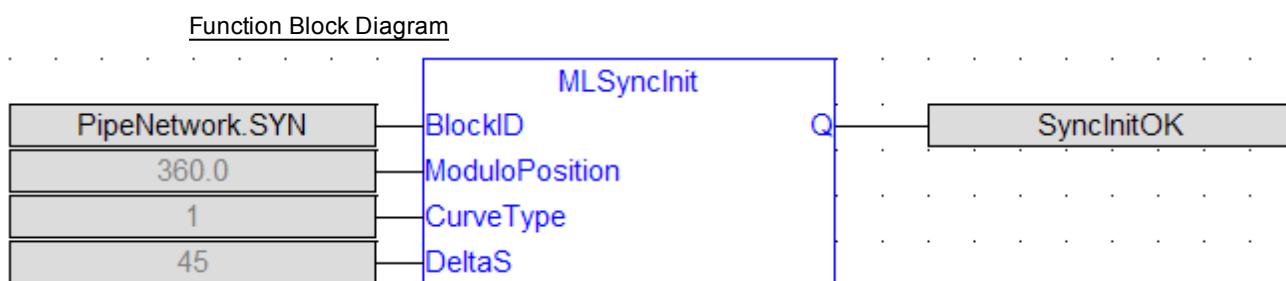 Function Block Diagram
MLSyncInit
PipeNetwork.SYN BlockID Q SyncInitOK
360.0 ModuloPosition
1 CurveType
45 DeltaS